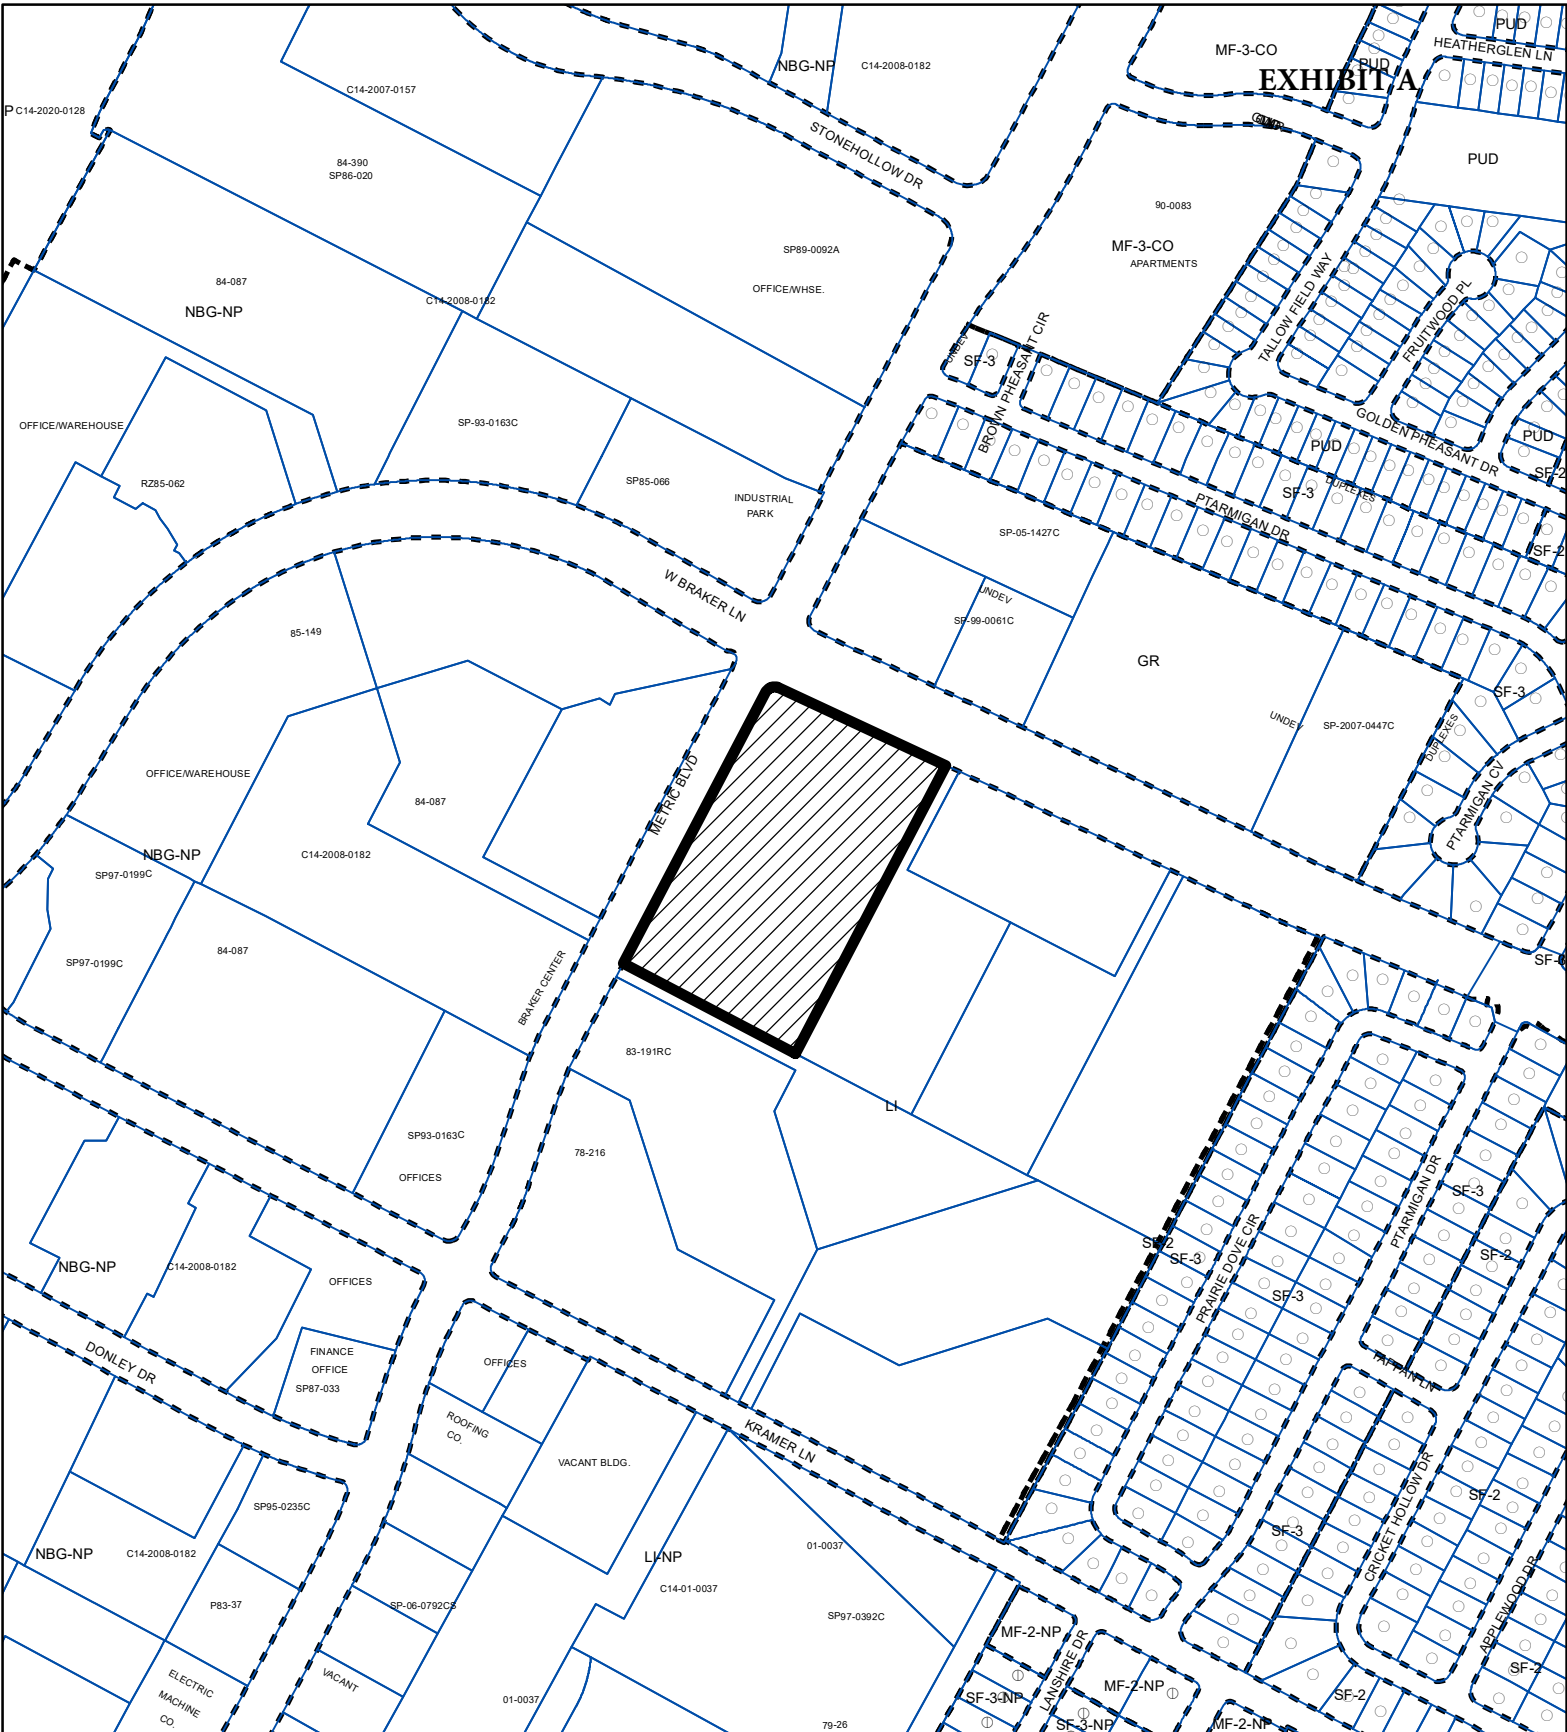 PUD
HEATHERGLEN LN
MF-3-CO
PUD
EXHIBIT A
NBG-NP
C14-2008-0182
C14-2007-0157
P C14-2020-0128
STONEHOLLOW DR
84-390
SP86-020
PUD
90-0083
MF-3-CO
APARTMENTS
SP89-0092A
OFFICE/WHSE.
84-087
NBG-NP
C14-2008-0182
TALLOW FIELD WAY
FRUITWOOD PL
UNDEV
SF-3
BROWN PHEASANT CIR
OFFICE/WAREHOUSE
SP-93-0163C
GOLDEN PHEASANT DR
PUD
PUD
SF-2
RZ85-062
SP85-066
INDUSTRIAL
PARK
SF-3
DUPLEXES
PTARMIGAN DR
SP-05-1427C
SF-2
W BRAKER LN
UNDEV
SP-99-0061C
85-149
GR
SF-3
UNDEV
SP-2007-0447C
DUPLEXES
OFFICE/WAREHOUSE
84-087
METRIC BLVD
PTARMIGAN CV
NBG-NP
C14-2008-0182
SP97-0199C
84-087
SP97-0199C
BRAKER CENTER
83-191RC
LI
SP93-0163C
OFFICES
78-216
PTARMIGAN DR
SF-3
SF-2
SF-3
SF-2
PRAIRIE DOVE CIR
SF-3
NBG-NP
C14-2008-0182
OFFICES
DONLEY DR
FINANCE
OFFICE
SP87-033
OFFICES
TAPPAN LN
ROOFING
CO.
KRAMER LN
VACANT BLDG.
SF-2
SP95-0235C
SF-3
CRICKET HOLLOW DR
NBG-NP
C14-2008-0182
LI-NP
C14-01-0037
01-0037
P83-37
SP-06-0792CS
SP97-0392C
MF-2-NP
APPLEWOOD DR
ELECTRIC
MACHINE
CO.
VACANT
01-0037
79-26
SF-3-NP
LANSHIRE DR
MF-2-NP
SF-3-NP
MF-2-NP
SF-2
SF-2